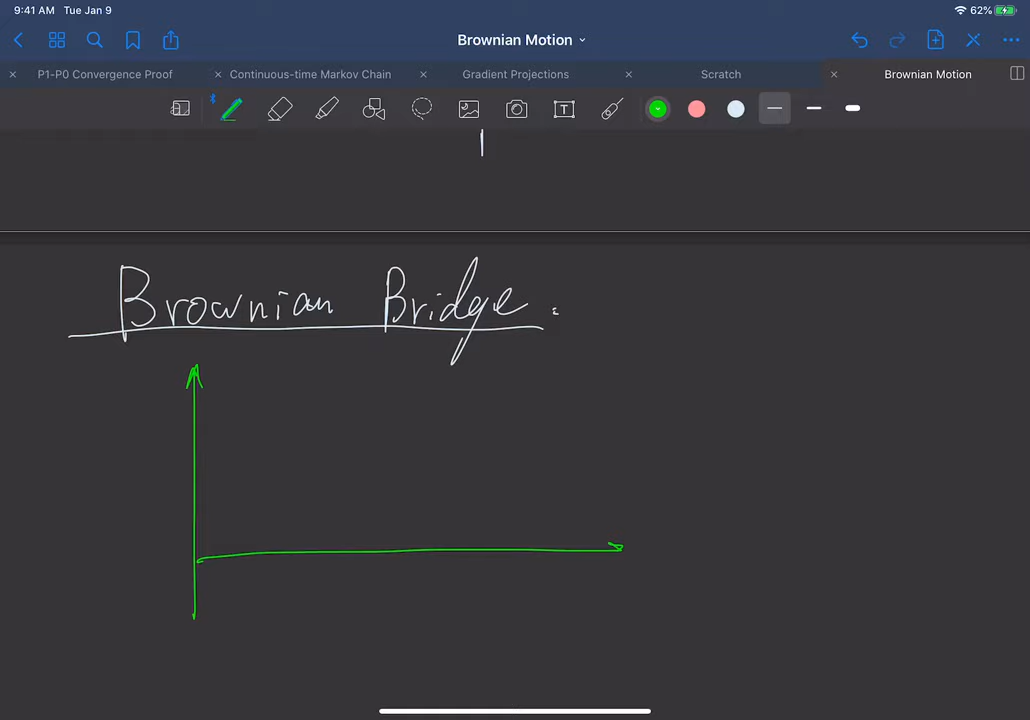 9:41 AM Tue Jan 9
62%
Brownian Motion
P1-P0 Convergence Proof
Continuous-time Markov Chain
Gradient Projections
Scratch
Brownian Motion
Brownian Bridge :